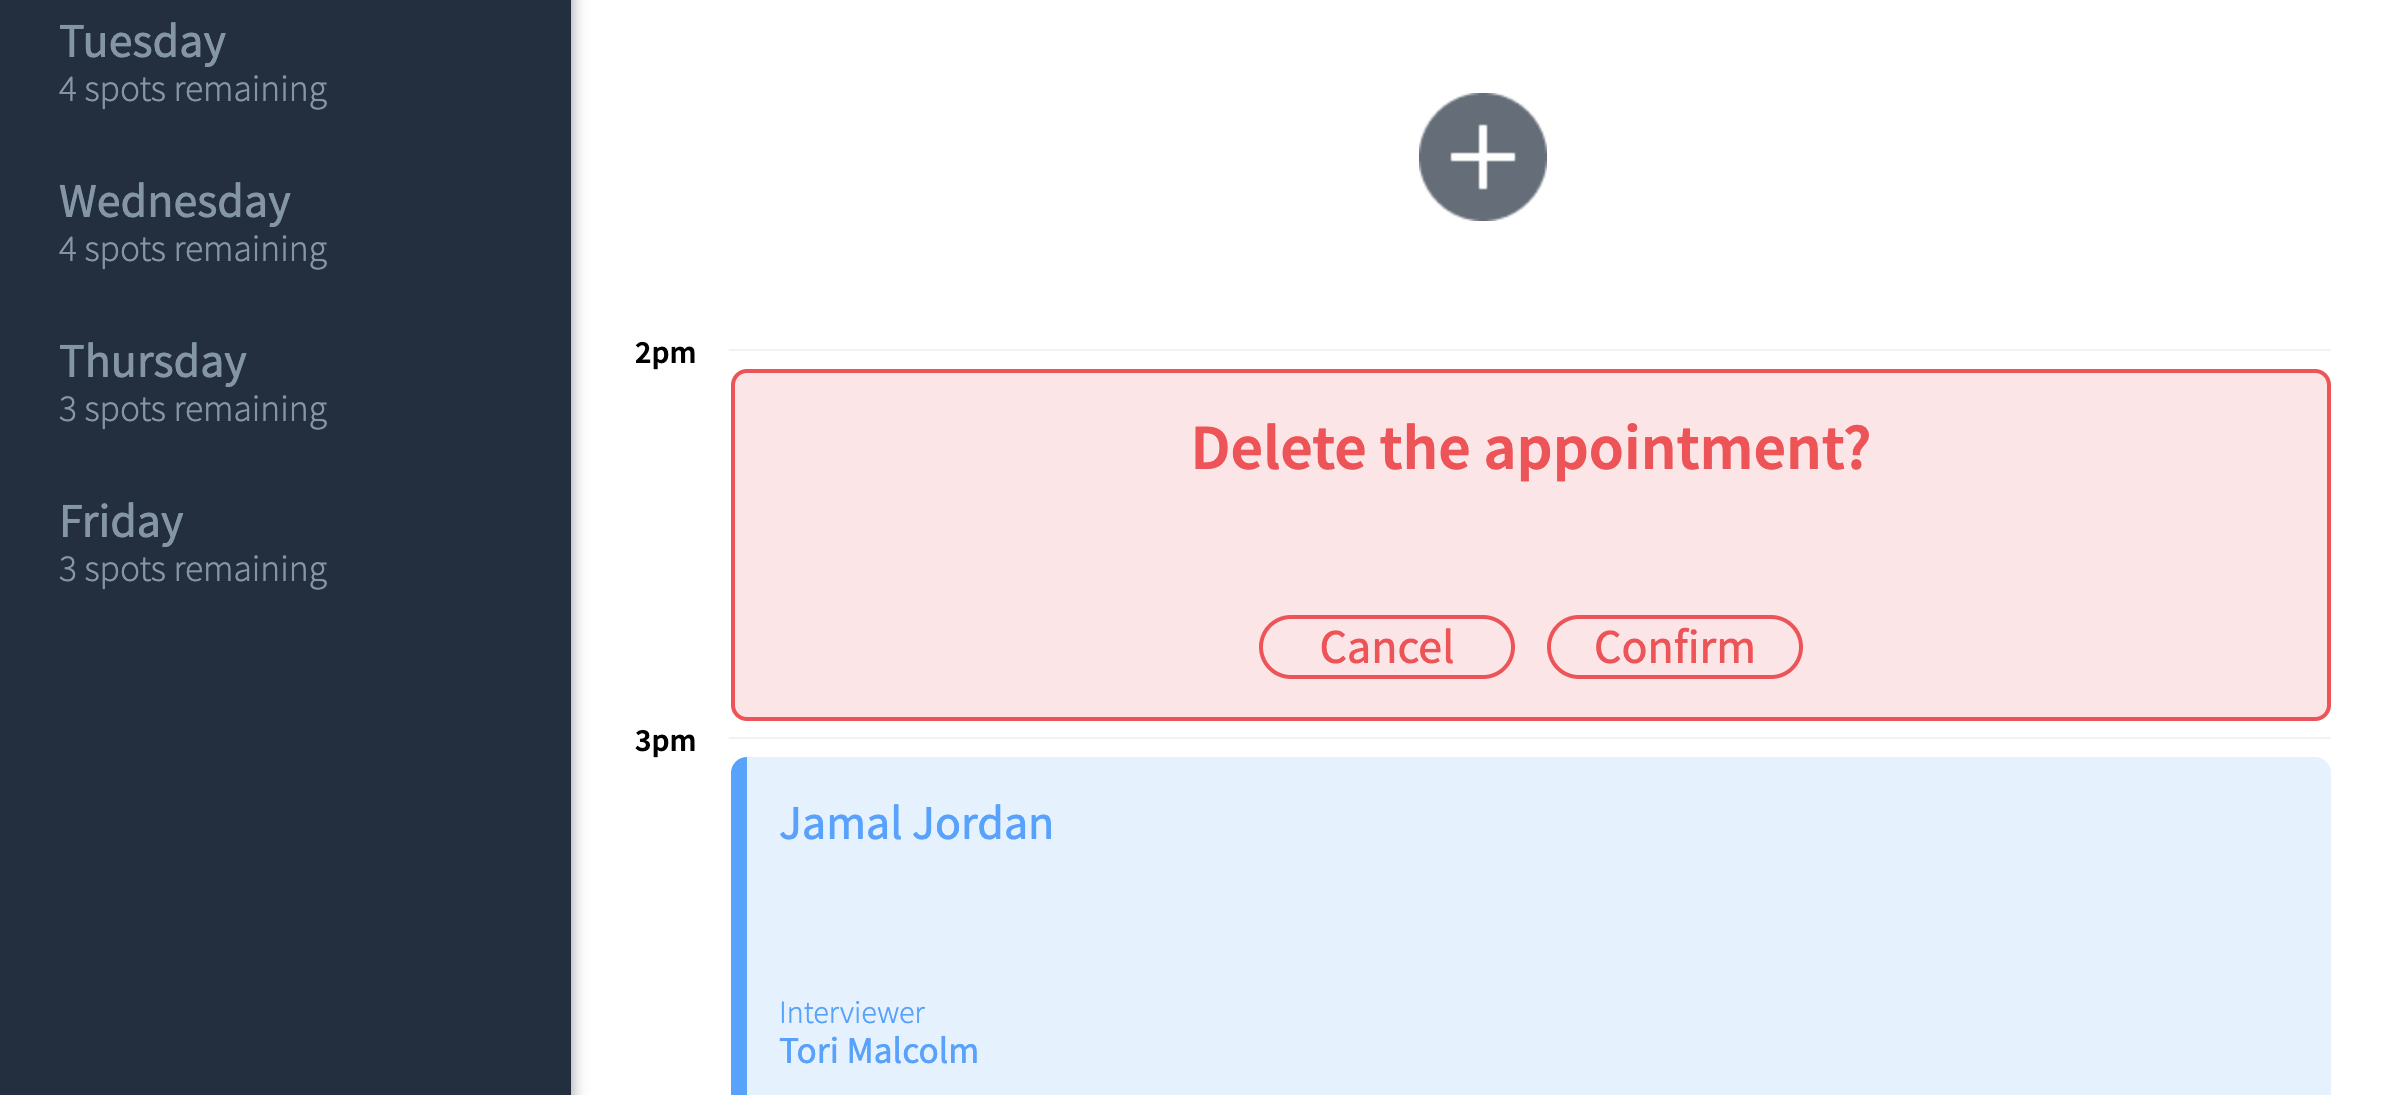 Tuesday
4 spots remaining
Wednesday
4 spots remaining
Thursday
3 spots remaining
Friday
3 spots remaining
2pm
Delete the appointment?
Cancel Confirm
3pm
Jamal Jordan
Interviewer
Tori Malcolm